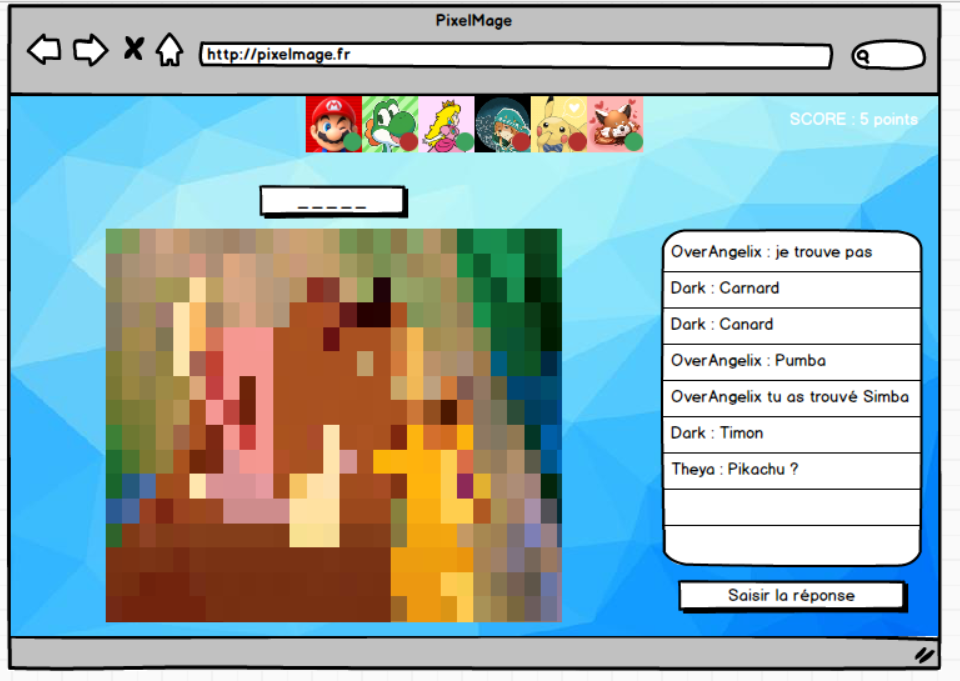 PixelMage
http://pixelmage.fr
SCORE : 5 points
_ _ _ _ _
OverAngelix : je trouve pas
Dark : Carnard
Dark : Canard
OverAngelix : Pumba
OverAngelix tu as trouvé Simba
Dark : Timon
Theya : Pikachu ?
Saisir la réponse